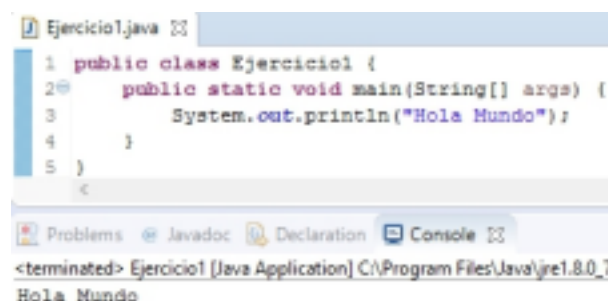 Ejercicio1.java
1 public class Ejercicio1 {
2 public static void main(String[] args) {
3 System.out.println("Hola Mundo");
4 }
5 }
Problems Javadoc Declaration Console
<terminated> Ejercicio1 [Java Application] C:\Program Files\Java\jre1.8.0_
Hola Mundo